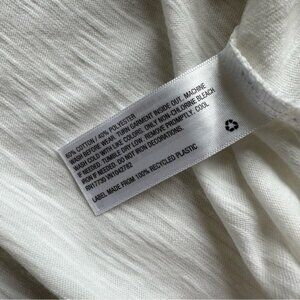 60% COTTON / 40% POLYESTER
WASH BEFORE WEAR. TURN GARMENT INSIDE OUT. MACHINE
WASH COLD WITH LIKE COLORS. ONLY NON-CHLORINE BLEACH
IF NEEDED. TUMBLE DRY LOW. REMOVE PROMPTLY. COOL
IRON IF NEEDED. DO NOT IRON DECORATIONS.
RN17730 W1042782
LABEL MADE FROM 100% RECYCLED PLASTIC